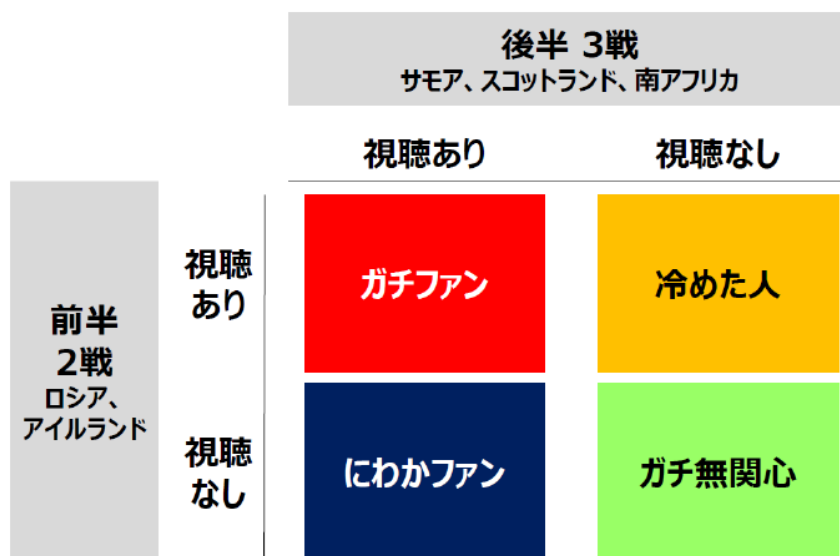 後半 3戦
サモア、スコットランド、南アフリカ
視聴あり
視聴なし
前半
2戦
ロシア、
アイルランド
視聴
あり
ガチファン
冷めた人
視聴
なし
にわかファン
ガチ無関心